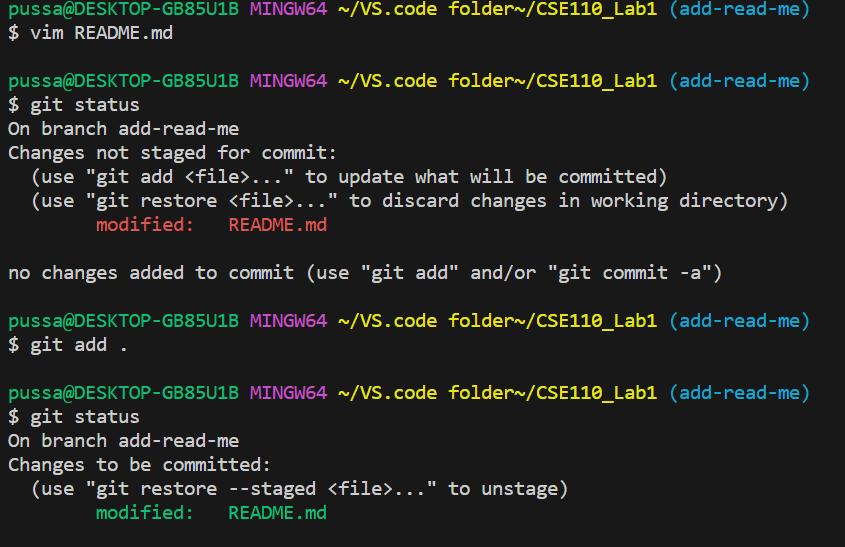 pussa@DESKTOP-GB85U1B MINGW64 ~/VS.code folder~/CSE110_Lab1 (add-read-me)
$ vim README.md
pussa@DESKTOP-GB85U1B MINGW64 ~/VS.code folder~/CSE110_Lab1 (add-read-me)
$ git status
On branch add-read-me
Changes not staged for commit:
  (use "git add <file>..." to update what will be committed)
  (use "git restore <file>..." to discard changes in working directory)
        modified:   README.md
no changes added to commit (use "git add" and/or "git commit -a")
pussa@DESKTOP-GB85U1B MINGW64 ~/VS.code folder~/CSE110_Lab1 (add-read-me)
$ git add .
pussa@DESKTOP-GB85U1B MINGW64 ~/VS.code folder~/CSE110_Lab1 (add-read-me)
$ git status
On branch add-read-me
Changes to be committed:
  (use "git restore --staged <file>..." to unstage)
        modified:   README.md